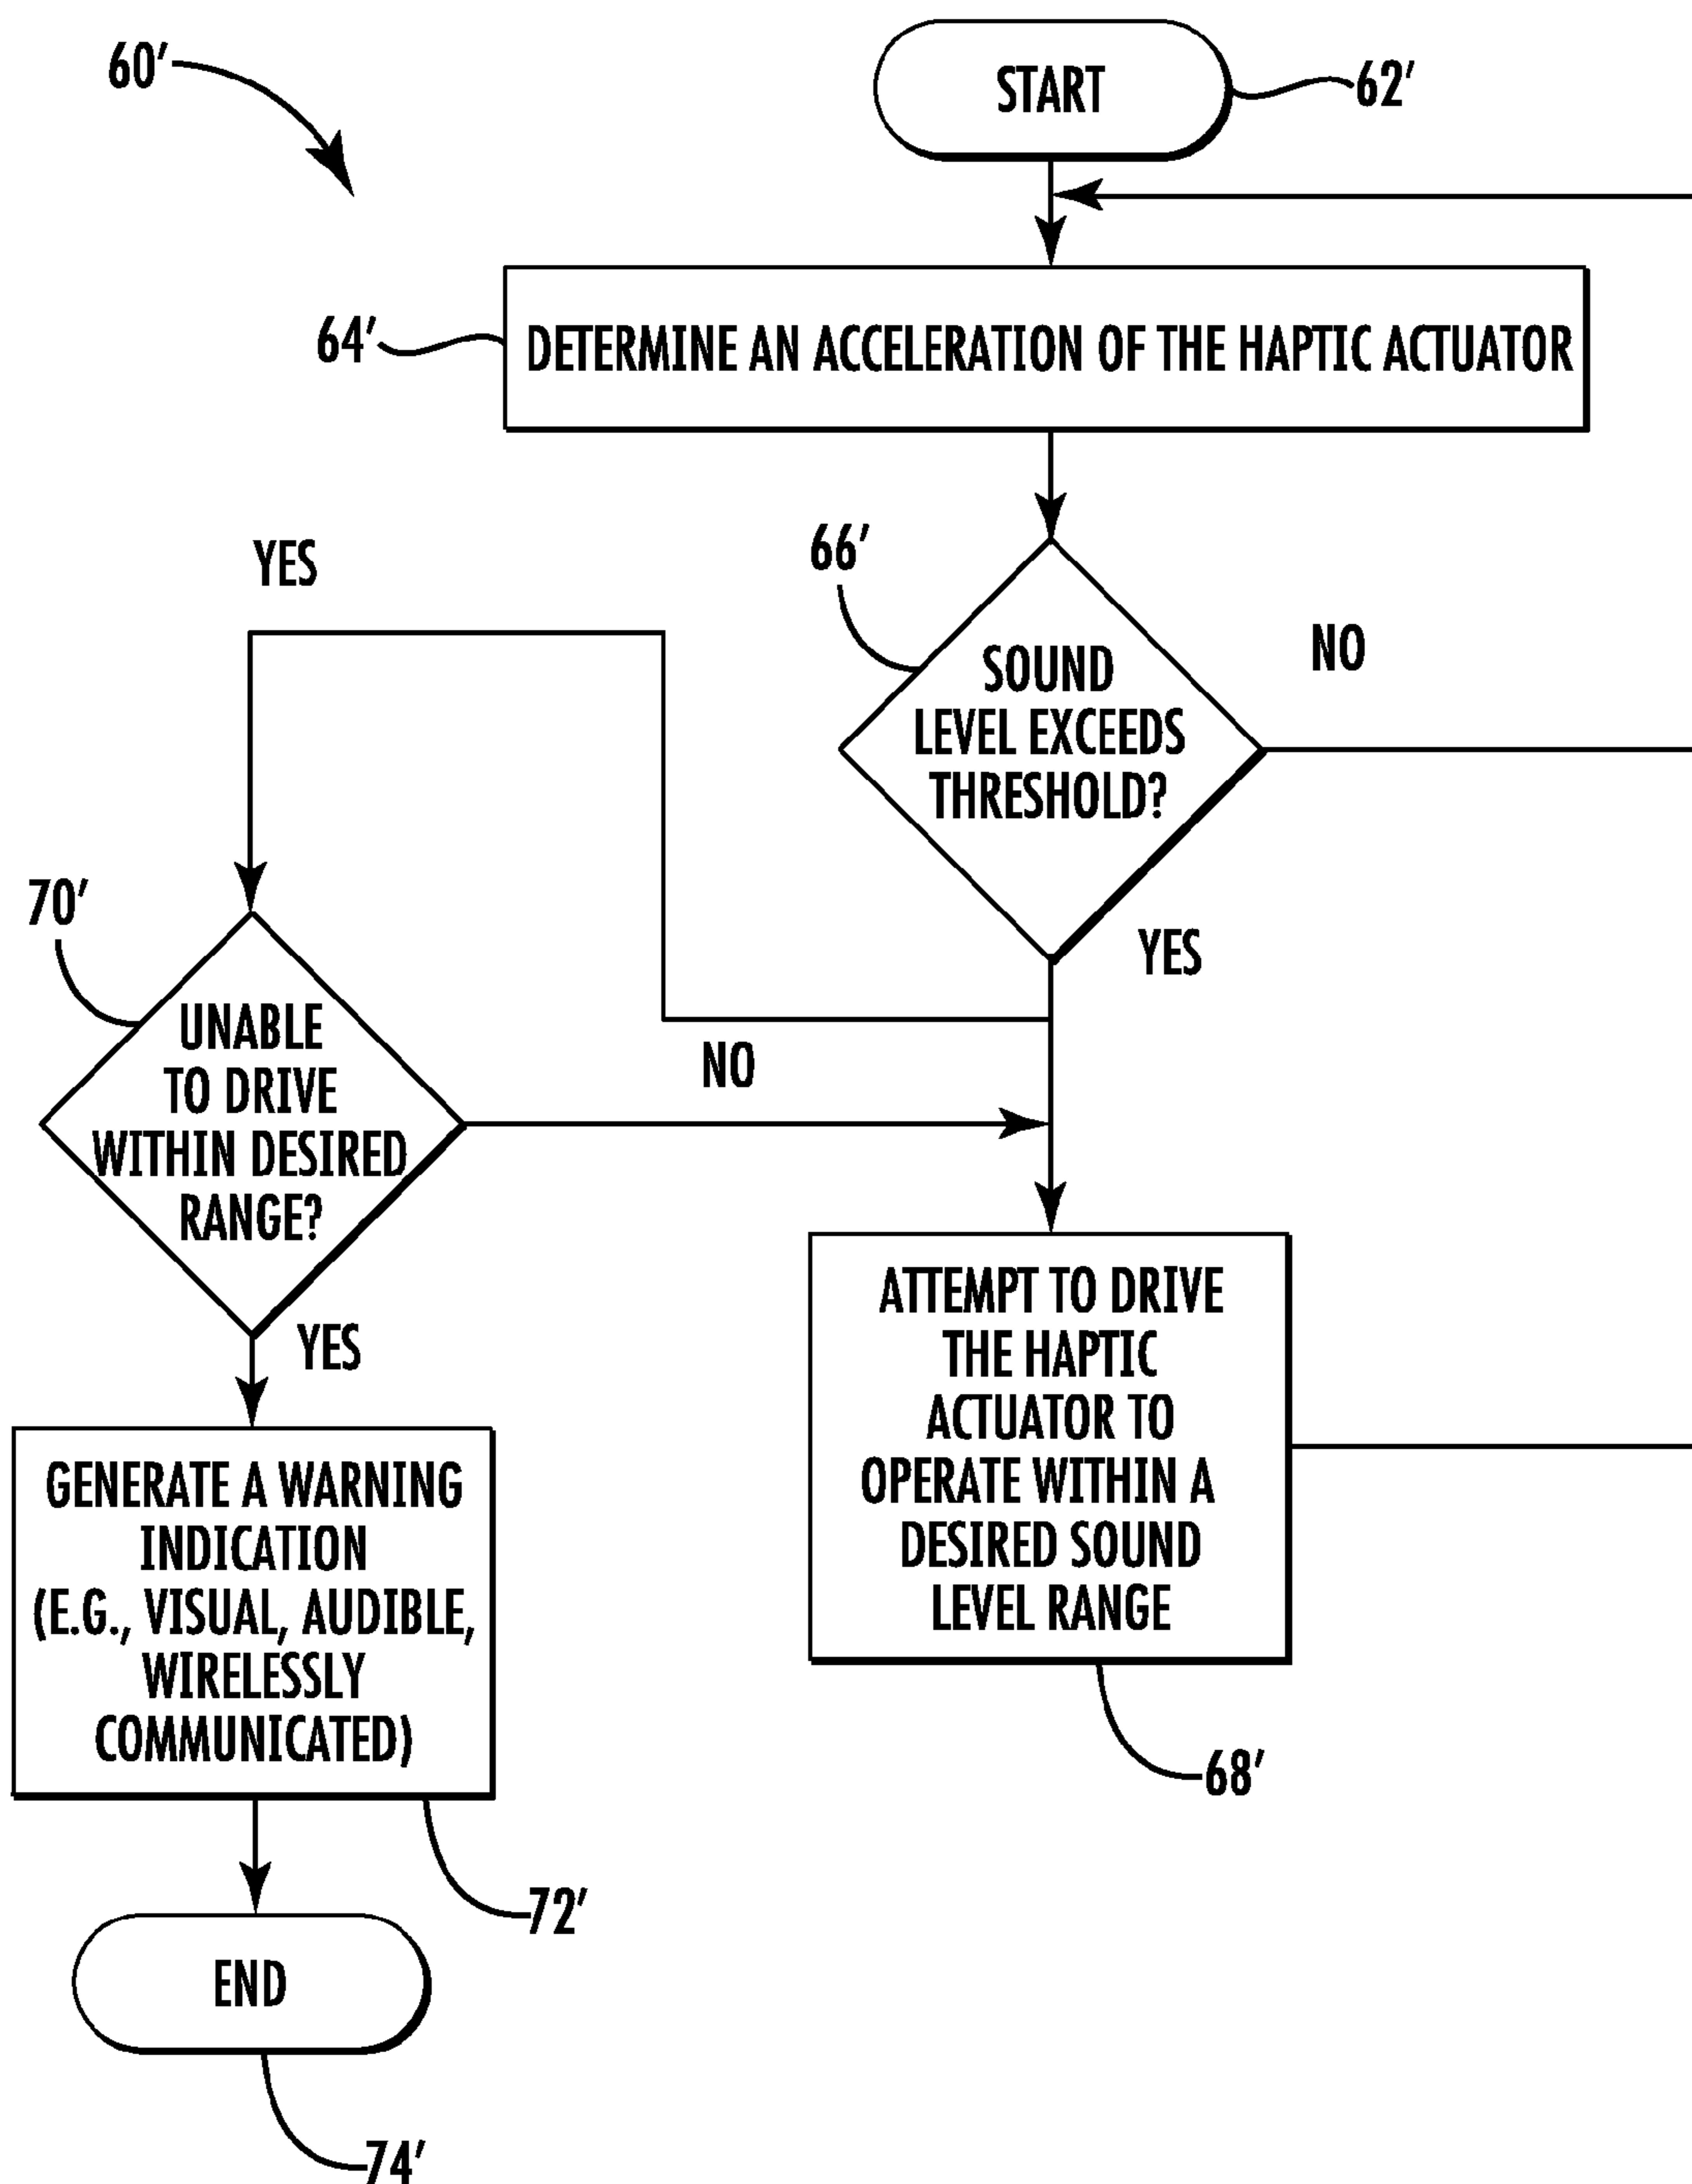 60'
START
62'
64'
DETERMINE AN ACCELERATION OF THE HAPTIC ACTUATOR
66'
SOUND
LEVEL EXCEEDS
THRESHOLD?
NO
YES
YES
70'
UNABLE
TO DRIVE
WITHIN DESIRED
RANGE?
NO
YES
ATTEMPT TO DRIVE
THE HAPTIC
ACTUATOR TO
OPERATE WITHIN A
DESIRED SOUND
LEVEL RANGE
68'
GENERATE A WARNING
INDICATION
(E.G., VISUAL, AUDIBLE,
WIRELESSLY
COMMUNICATED)
72'
END
74'